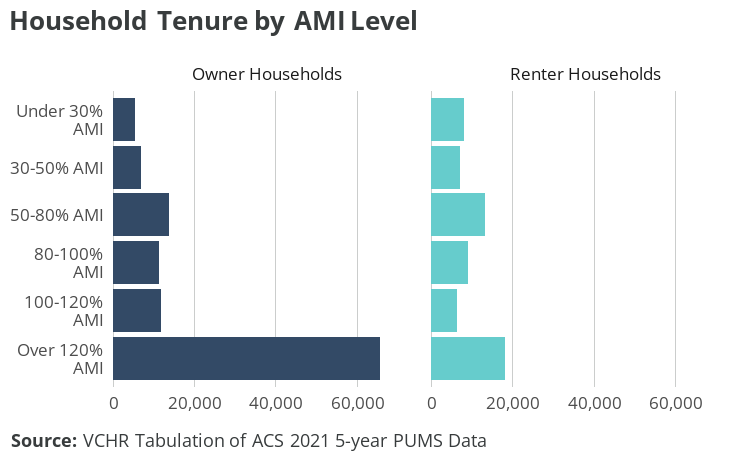 Household Tenure by AMI Level
Owner Households
Renter Households
Under 30%
AMI
30-50% AMI
50-80% AMI
80-100%
AMI
100-120%
AMI
Over 120%
AMI
0 20,000 40,000 60,000
0 20,000 40,000 60,000
Source: VCHR Tabulation of ACS 2021 5-year PUMS Data